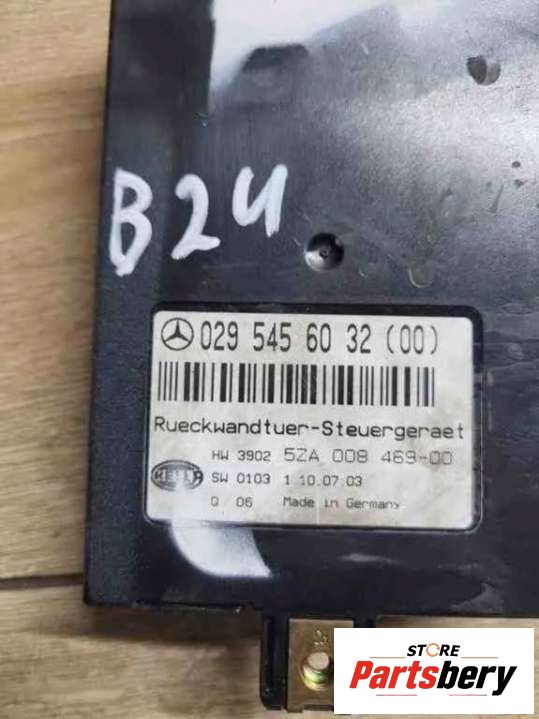 B24
029 545 60 32 (00)
Rueckwandtuer-Steuergeraet
HW 3902 5ZA 008 469-00
HELLA
SW 0103 1 10.07.03
Q / 06 Made in Germany
STORE
Partsbery